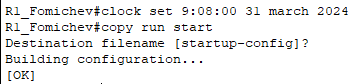 R1_Fomichev#clock set 9:08:00 31 march 2024
R1_Fomichev#copy run start
Destination filename [startup-config]?
Building configuration...
[OK]